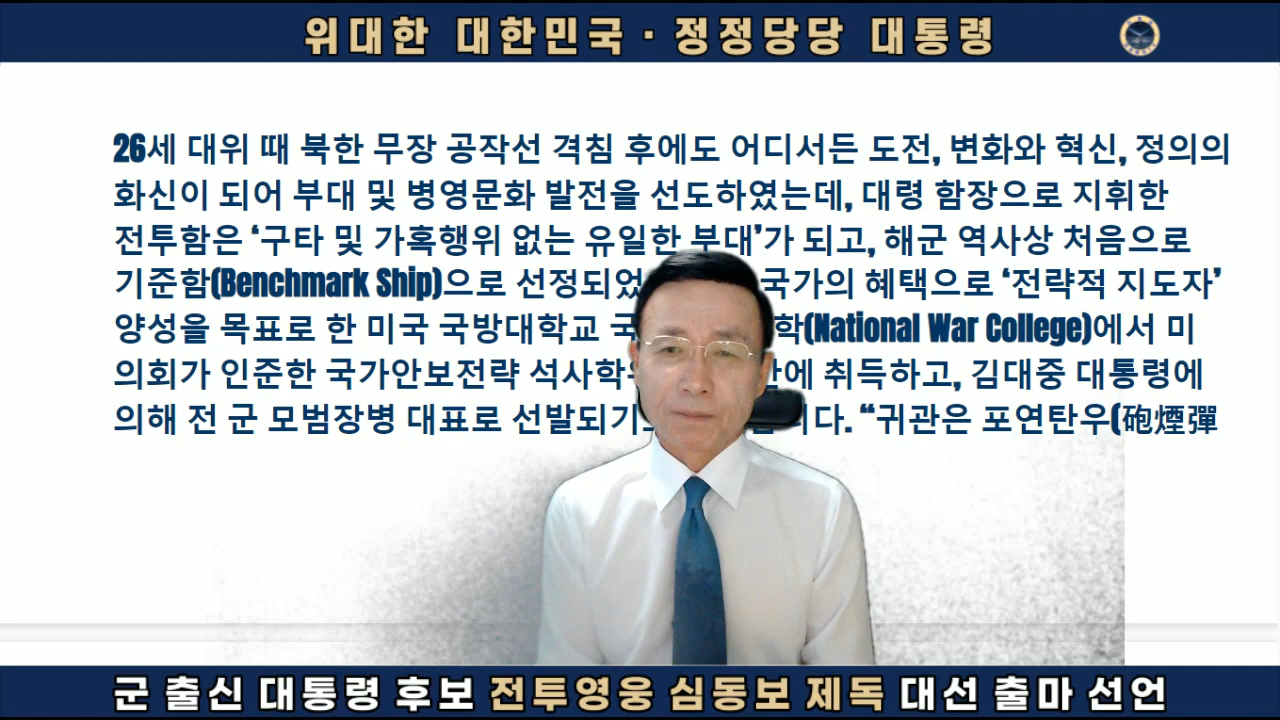 위대한 대한민국·정정당당 대통령
26세 대위 때 북한 무장 공작선 격침 후에도 어디서든 도전, 변화와 혁신, 정의의
화신이 되어 부대 및 병영문화 발전을 선도하였는데, 대령 함장으로 지휘한
전투함은 ‘구타 및 가혹행위 없는 유일한 부대’가 되고, 해군 역사상 처음으로
기준함(Benchmark Ship)으로 선정되었 국가의 혜택으로 ‘전략적 지도자’
양성을 목표로 한 미국 국방대학교 국 학(National War College)에서 미
의회가 인준한 국가안보전략 석사학 에 취득하고, 김대중 대통령에
의해 전 군 모범장병 대표로 선발되기 니다. “귀관은 포연탄우(砲煙彈
군 출신 대통령 후보 전투영웅 심동보 제독 대선 출마 선언